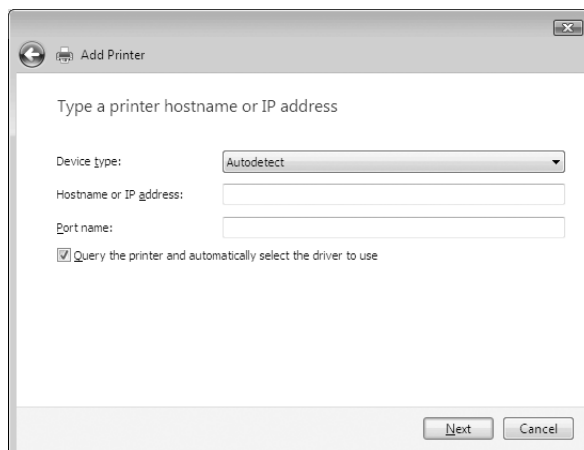 Add Printer
Type a printer hostname or IP address
Device type: Autodetect
Hostname or IP address:
Port name:
Query the printer and automatically select the driver to use
Next Cancel